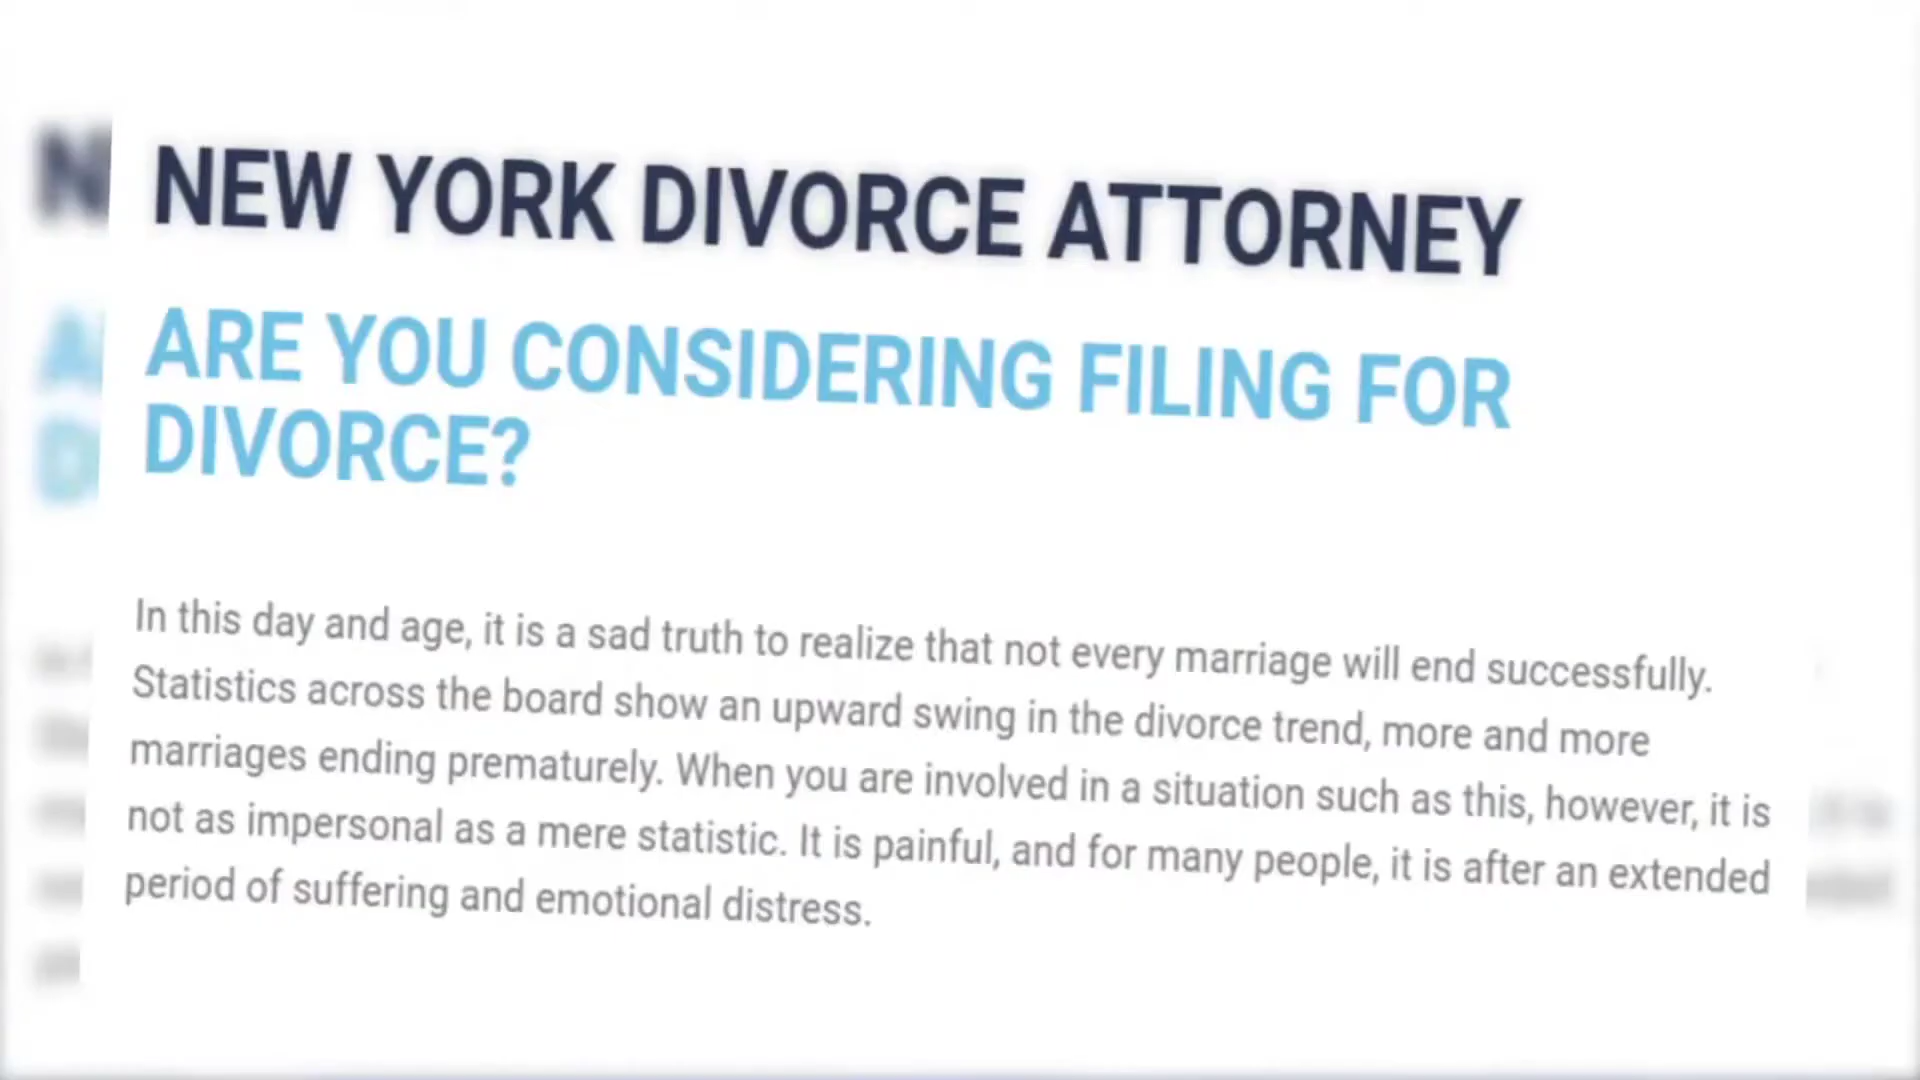 NEW YORK DIVORCE ATTORNEY
ARE YOU CONSIDERING FILING FOR
DIVORCE?
In this day and age, it is a sad truth to realize that not every marriage will end successfully.
Statistics across the board show an upward swing in the divorce trend, more and more
marriages ending prematurely. When you are involved in a situation such as this, however, it is
not as impersonal as a mere statistic. It is painful, and for many people, it is after an extended
period of suffering and emotional distress.